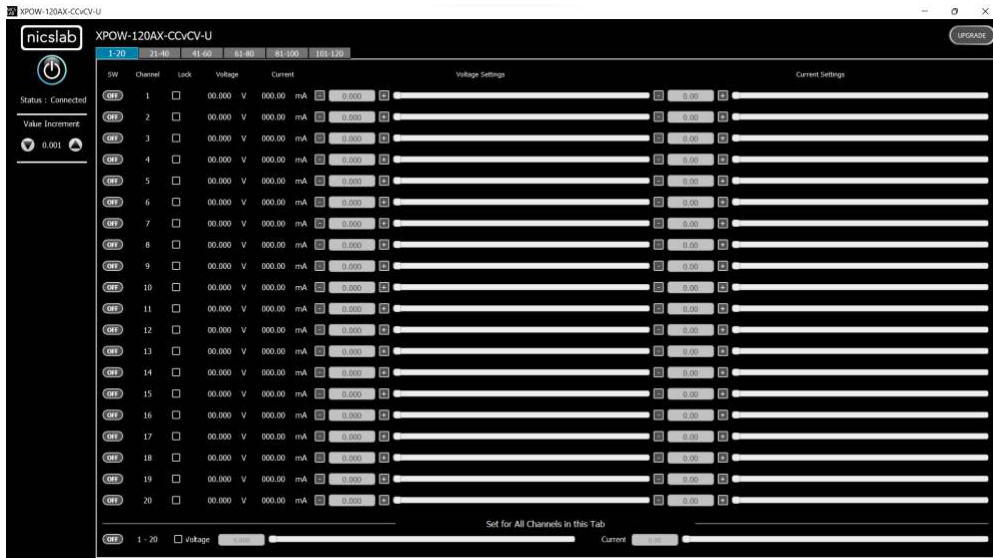 XPOW-120AX-CCvCV-U
nicslab XPOW-120AX-CCvCV-U UPGRADE
1-20 21-40 41-60 61-80 81-100 101-120
SW Channel Lock Voltage Current Voltage Settings Current Settings
Status : Connected
Value Increment
0.001
OFF 1 00.000 V 000.00 mA - 0.000 + - 0.00 +
OFF 2 00.000 V 000.00 mA - 0.000 + - 0.00 +
OFF 3 00.000 V 000.00 mA - 0.000 + - 0.00 +
OFF 4 00.000 V 000.00 mA - 0.000 + - 0.00 +
OFF 5 00.000 V 000.00 mA - 0.000 + - 0.00 +
OFF 6 00.000 V 000.00 mA - 0.000 + - 0.00 +
OFF 7 00.000 V 000.00 mA - 0.000 + - 0.00 +
OFF 8 00.000 V 000.00 mA - 0.000 + - 0.00 +
OFF 9 00.000 V 000.00 mA - 0.000 + - 0.00 +
OFF 10 00.000 V 000.00 mA - 0.000 + - 0.00 +
OFF 11 00.000 V 000.00 mA - 0.000 + - 0.00 +
OFF 12 00.000 V 000.00 mA - 0.000 + - 0.00 +
OFF 13 00.000 V 000.00 mA - 0.000 + - 0.00 +
OFF 14 00.000 V 000.00 mA - 0.000 + - 0.00 +
OFF 15 00.000 V 000.00 mA - 0.000 + - 0.00 +
OFF 16 00.000 V 000.00 mA - 0.000 + - 0.00 +
OFF 17 00.000 V 000.00 mA - 0.000 + - 0.00 +
OFF 18 00.000 V 000.00 mA - 0.000 + - 0.00 +
OFF 19 00.000 V 000.00 mA - 0.000 + - 0.00 +
OFF 20 00.000 V 000.00 mA - 0.000 + - 0.00 +
Set for All Channels in this Tab
OFF 1 - 20 Voltage 0.000 Current 0.00